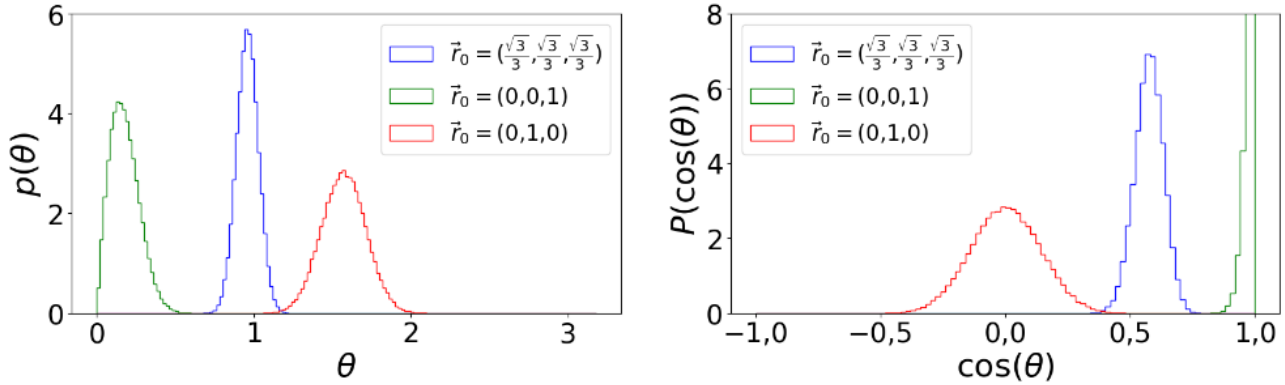 6
4
2
0
p(θ)
r⃗₀ = (√3/3, √3/3, √3/3)
r⃗₀ = (0,0,1)
r⃗₀ = (0,1,0)
0 1 2 3
θ
8
6
4
2
0
P(cos(θ))
r⃗₀ = (√3/3, √3/3, √3/3)
r⃗₀ = (0,0,1)
r⃗₀ = (0,1,0)
-1,0 -0,5 0,0 0,5 1,0
cos(θ)